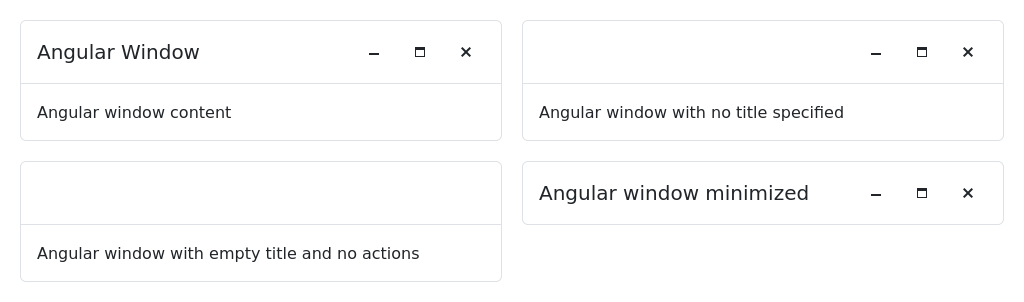 Angular Window
Angular window content
Angular window with no title specified
Angular window with empty title and no actions
Angular window minimized